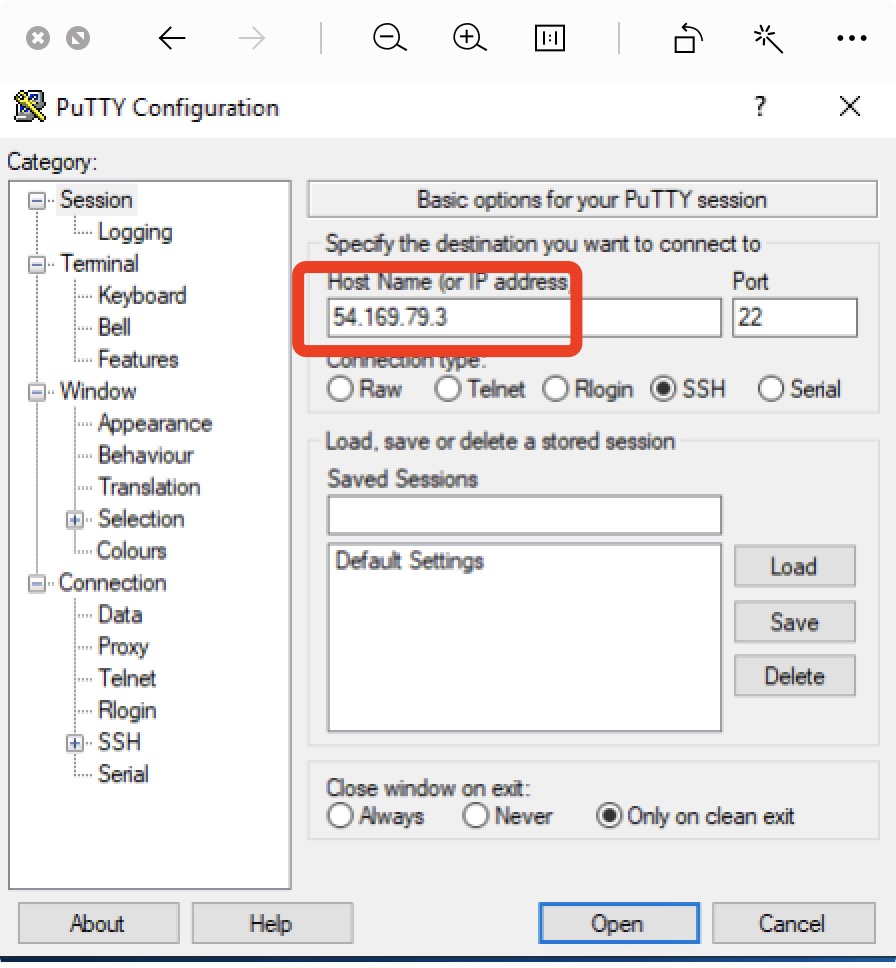 1:1
PuTTY Configuration
?
Category:
Session
Logging
Terminal
Keyboard
Bell
Features
Window
Appearance
Behaviour
Translation
Selection
Colours
Connection
Data
Proxy
Telnet
Rlogin
SSH
Serial
Basic options for your PuTTY session
Specify the destination you want to connect to
Host Name (or IP address) Port
54.169.79.3 22
Connection type:
Raw Telnet Rlogin SSH Serial
Load, save or delete a stored session
Saved Sessions
Default Settings
Load
Save
Delete
Close window on exit:
Always Never Only on clean exit
About Help Open Cancel